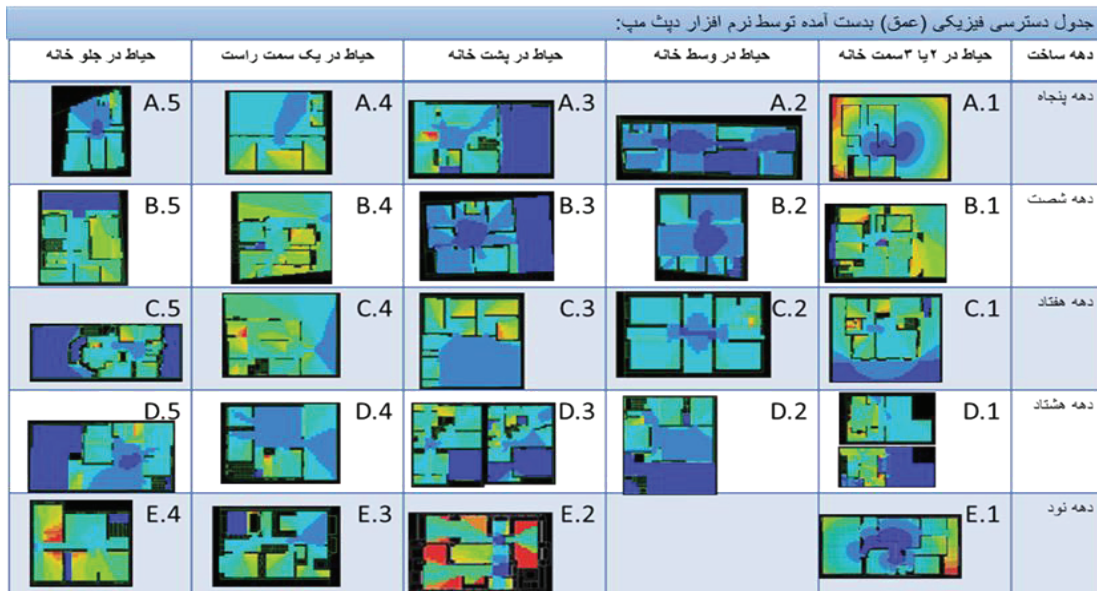 جدول دسترسی فیزیکی (عمق) بدست آمده توسط نرم افزار دپث مپ:
دهه ساخت	حیاط در ۲ یا ۳سمت خانه	حیاط در وسط خانه	حیاط در پشت خانه	حیاط در یک سمت راست	حیاط در جلو خانه
دهه پنجاه	A.1	A.2	A.3	A.4	A.5
دهه شصت	B.1	B.2	B.3	B.4	B.5
دهه هفتاد	C.1	C.2	C.3	C.4	C.5
دهه هشتاد	D.1	D.2	D.3	D.4	D.5
دهه نود	E.1	E.2	E.3	E.4